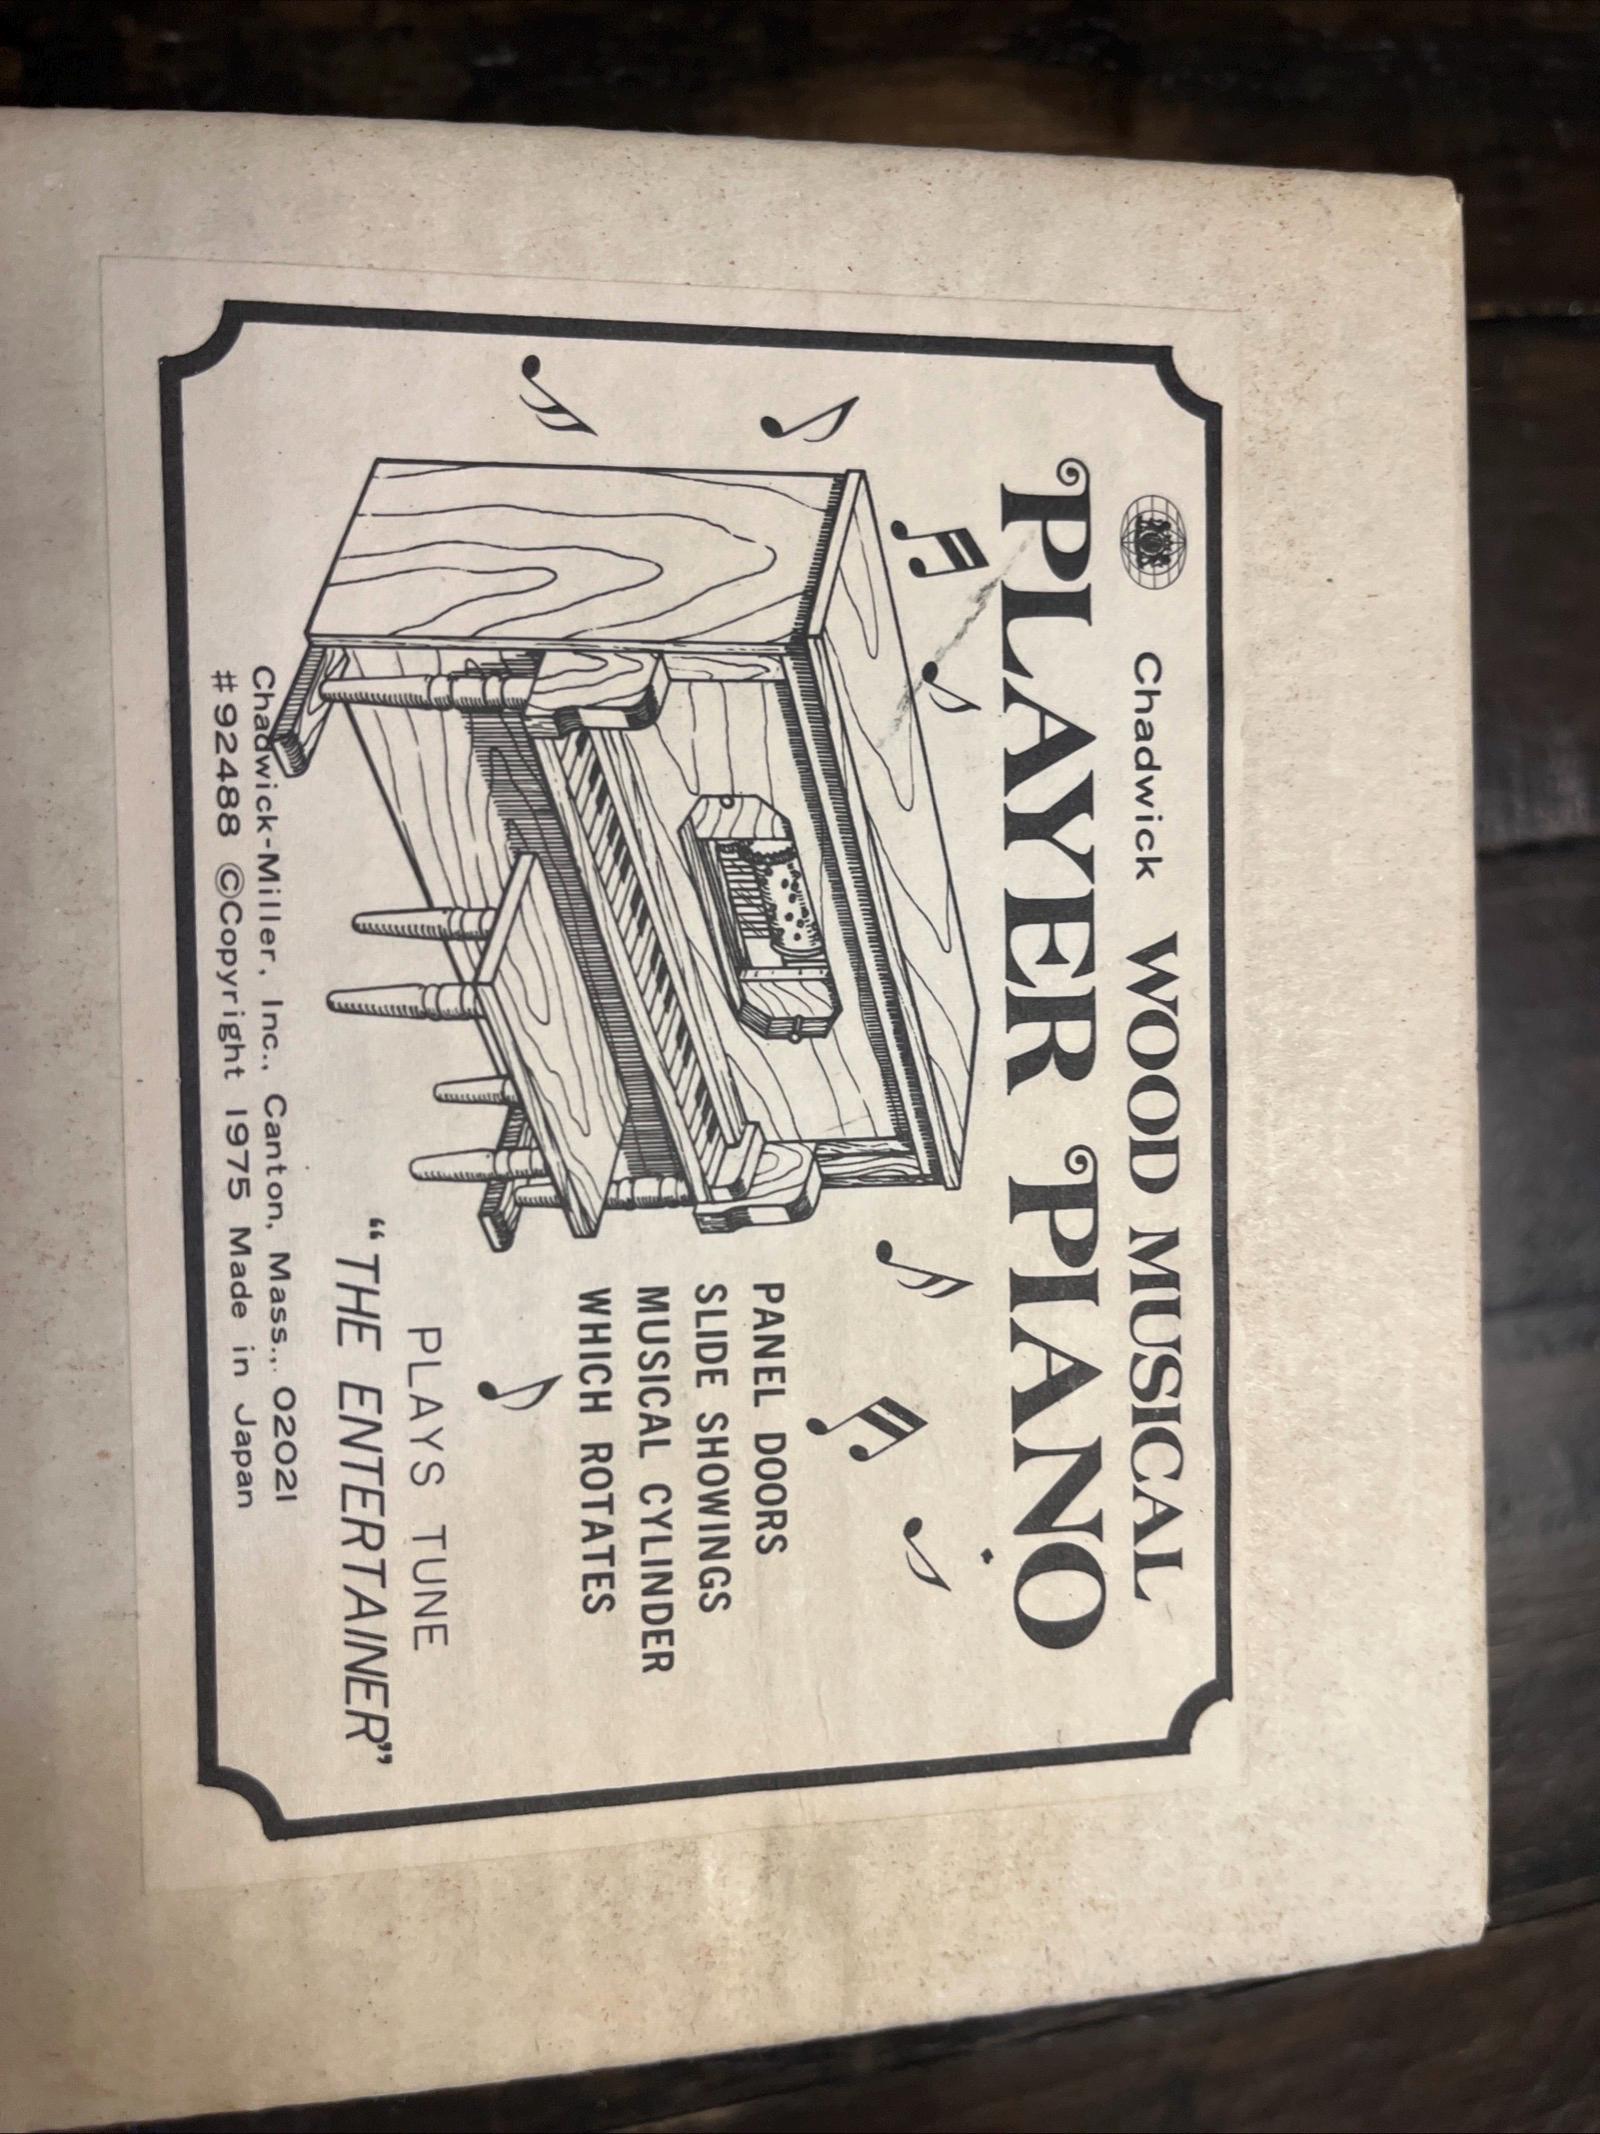 Chadwick WOOD MUSICAL
PLAYER PIANO
PANEL DOORS
SLIDE SHOWINGS
MUSICAL CYLINDER
WHICH ROTATES
PLAYS TUNE
"THE ENTERTAINER"
Chadwick-Miller, Inc., Canton, Mass., 02021
#92488 ©Copyright 1975 Made in Japan